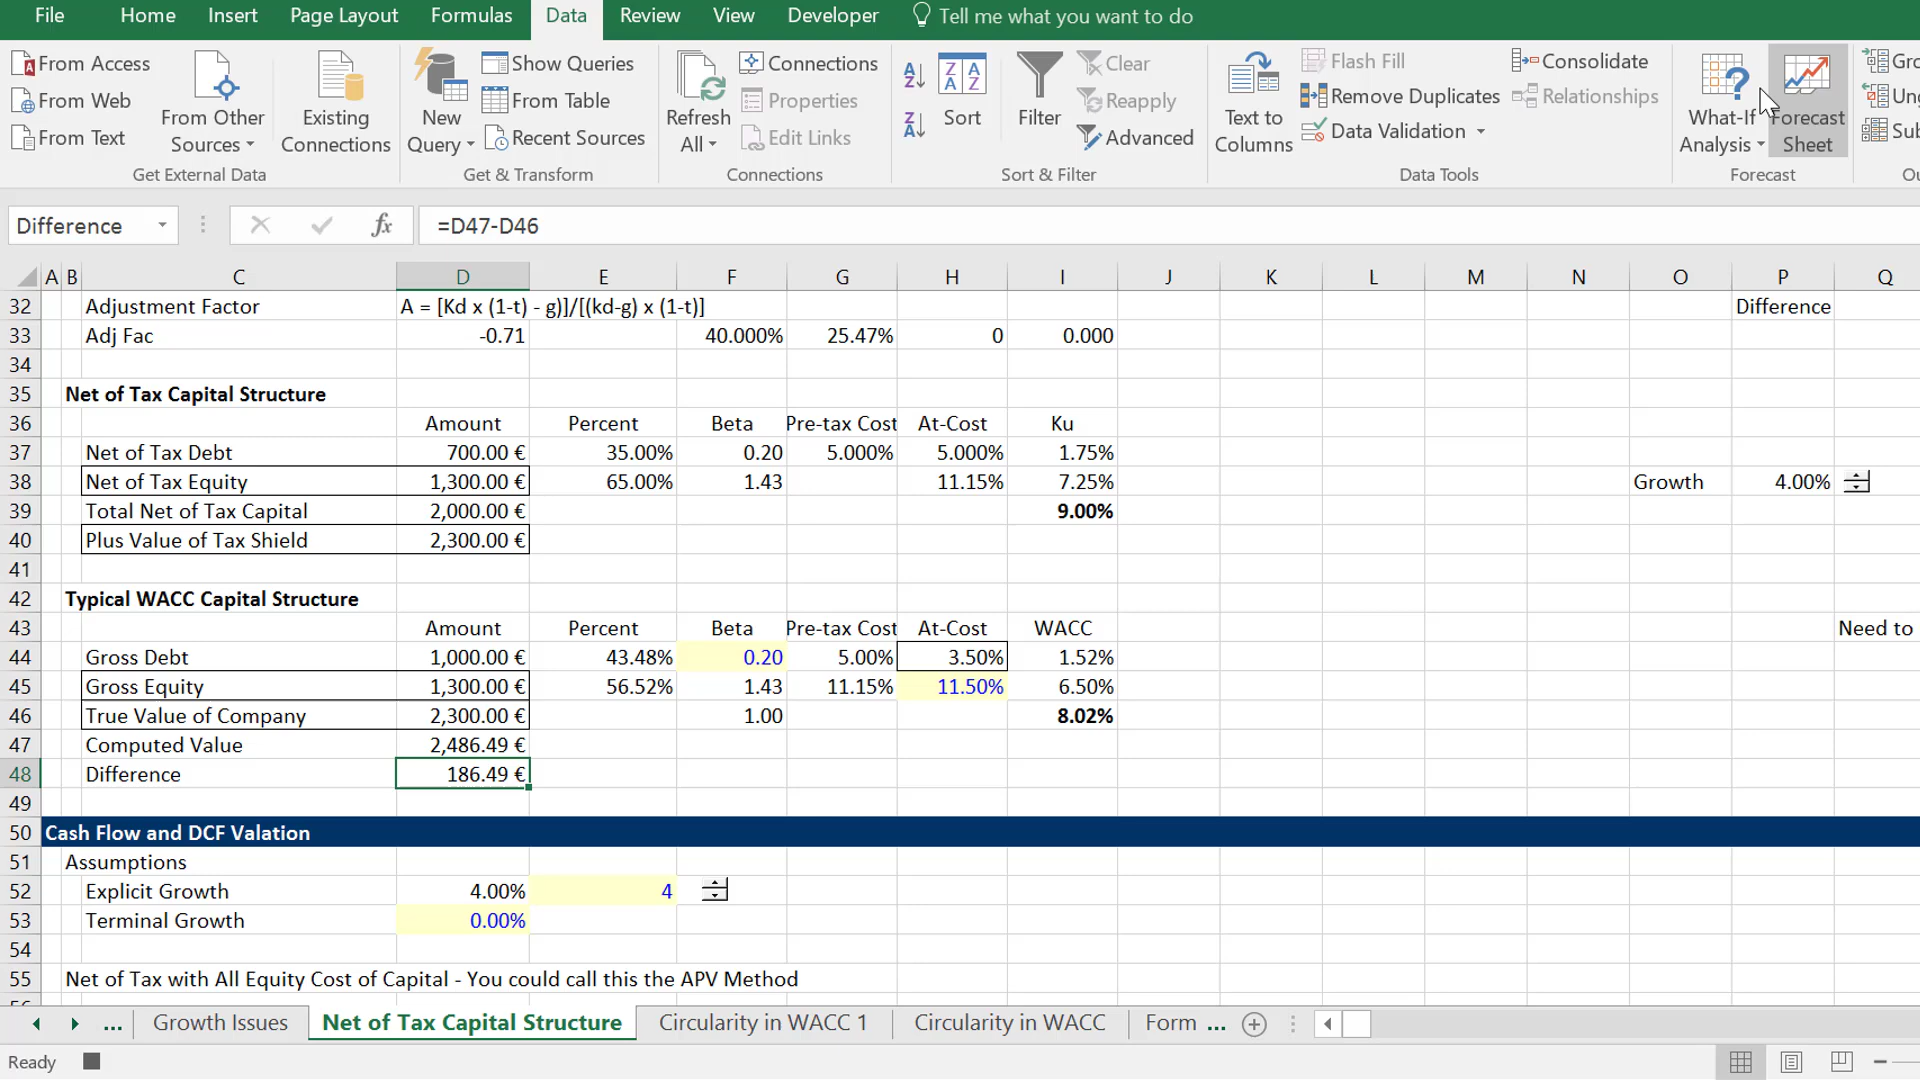 File Home Insert Page Layout Formulas Data Review View Developer Tell me what you want to do
From Access
From Web
From Text
From Other Sources
Existing Connections
Get External Data
New Query
Show Queries
From Table
Recent Sources
Get & Transform
Refresh All
Connections
Properties
Edit Links
Connections
Sort
Filter
Clear
Reapply
Advanced
Sort & Filter
Text to Columns
Flash Fill
Remove Duplicates
Data Validation
Consolidate
Relationships
Data Tools
What-If Analysis
Forecast Sheet
Forecast
Difference fx =D47-D46
A B C D E F G H I J K L M N O P Q
32 Adjustment Factor A = [Kd x (1-t) - g)]/[(kd-g) x (1-t)] Difference
33 Adj Fac -0.71 40.000% 25.47% 0 0.000
34
35 Net of Tax Capital Structure
36 Amount Percent Beta Pre-tax Cost At-Cost Ku
37 Net of Tax Debt 700.00 € 35.00% 0.20 5.000% 5.000% 1.75%
38 Net of Tax Equity 1,300.00 € 65.00% 1.43 11.15% 7.25% Growth 4.00%
39 Total Net of Tax Capital 2,000.00 € 9.00%
40 Plus Value of Tax Shield 2,300.00 €
41
42 Typical WACC Capital Structure
43 Amount Percent Beta Pre-tax Cost At-Cost WACC Need to
44 Gross Debt 1,000.00 € 43.48% 0.20 5.00% 3.50% 1.52%
45 Gross Equity 1,300.00 € 56.52% 1.43 11.15% 11.50% 6.50%
46 True Value of Company 2,300.00 € 1.00 8.02%
47 Computed Value 2,486.49 €
48 Difference 186.49 €
49
50 Cash Flow and DCF Valation
51 Assumptions
52 Explicit Growth 4.00% 4
53 Terminal Growth 0.00%
54
55 Net of Tax with All Equity Cost of Capital - You could call this the APV Method
... Growth Issues Net of Tax Capital Structure Circularity in WACC 1 Circularity in WACC Form ...
Ready